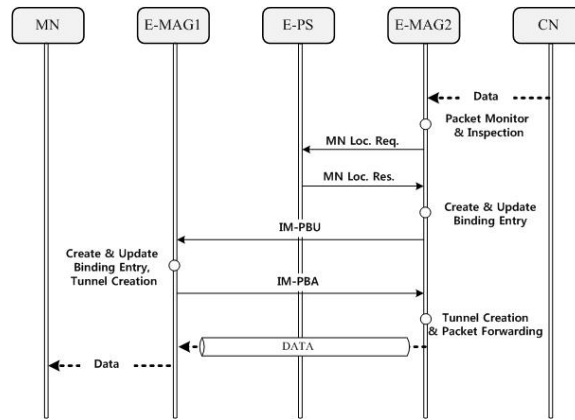 MN
E-MAG1
E-PS
E-MAG2
CN
Data
Packet Monitor
& Inspection
MN Loc. Req.
MN Loc. Res.
Create & Update
Binding Entry
IM-PBU
Create & Update
Binding Entry,
Tunnel Creation
IM-PBA
Tunnel Creation
& Packet Forwarding
DATA
Data